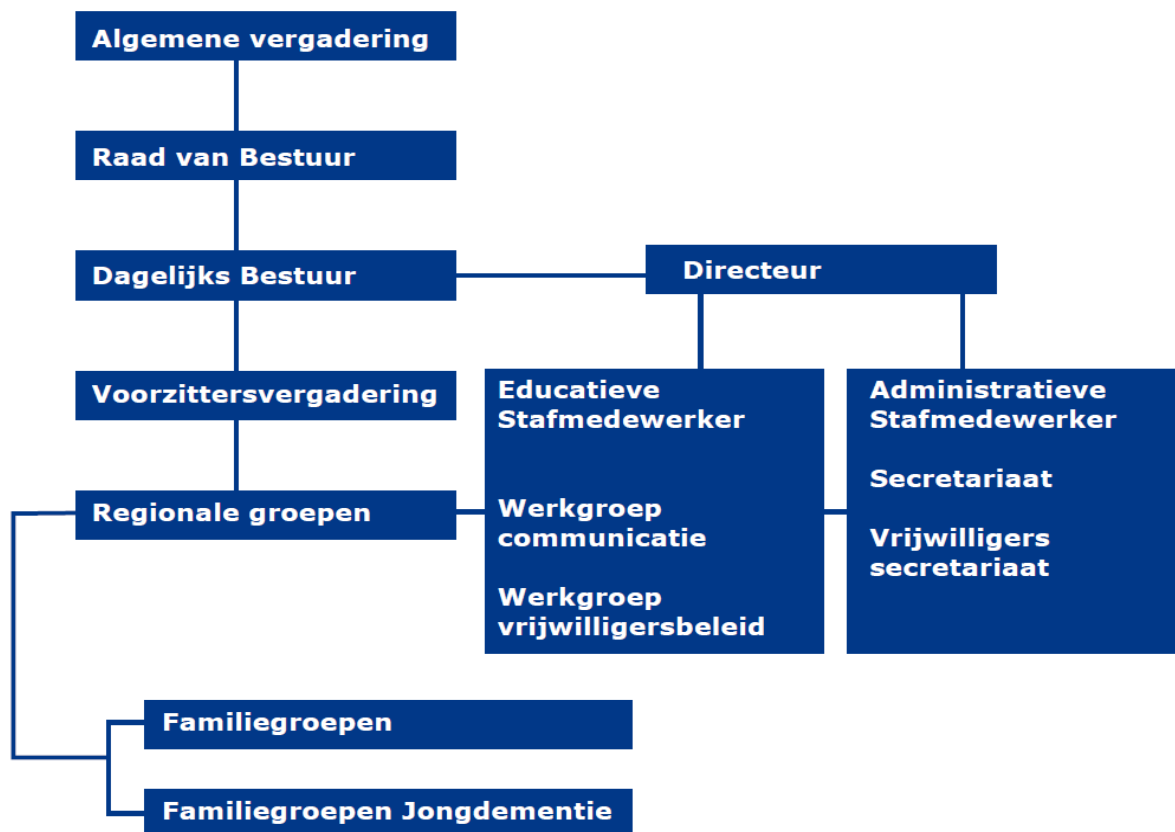 Algemene vergadering
Raad van Bestuur
Dagelijks Bestuur
Directeur
Voorzittersvergadering
Regionale groepen
Educatieve
Stafmedewerker
Werkgroep
communicatie
Werkgroep
vrijwilligersbeleid
Administratieve
Stafmedewerker
Secretariaat
Vrijwilligers
secretariaat
Familiegroepen
Familiegroepen Jongdementie